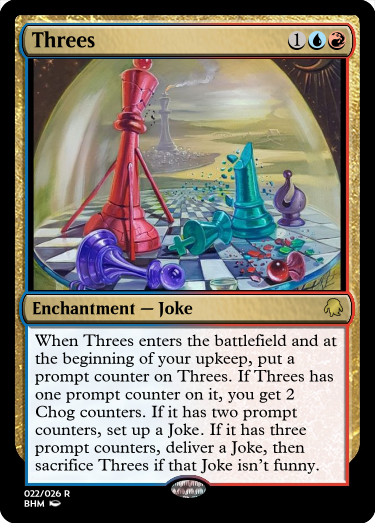 Threes 1
Enchantment — Joke
When Threes enters the battlefield and at
the beginning of your upkeep, put a
prompt counter on Threes. If Threes has
one prompt counter on it, you get 2
Chog counters. If it has two prompt
counters, set up a Joke. If it has three
prompt counters, deliver a Joke, then
sacrifice Threes if that Joke isn't funny.
022/026 R
BHM